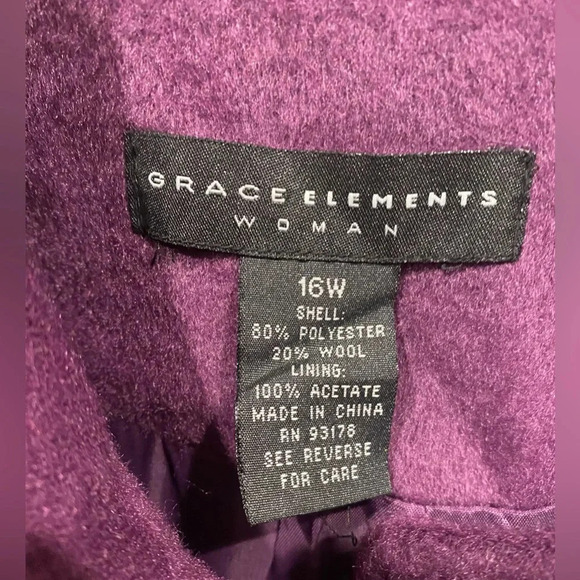 GRACE ELEMENTS
WOMAN
16W
SHELL:
80% POLYESTER
20% WOOL
LINING:
100% ACETATE
MADE IN CHINA
RN 93178
SEE REVERSE
FOR CARE